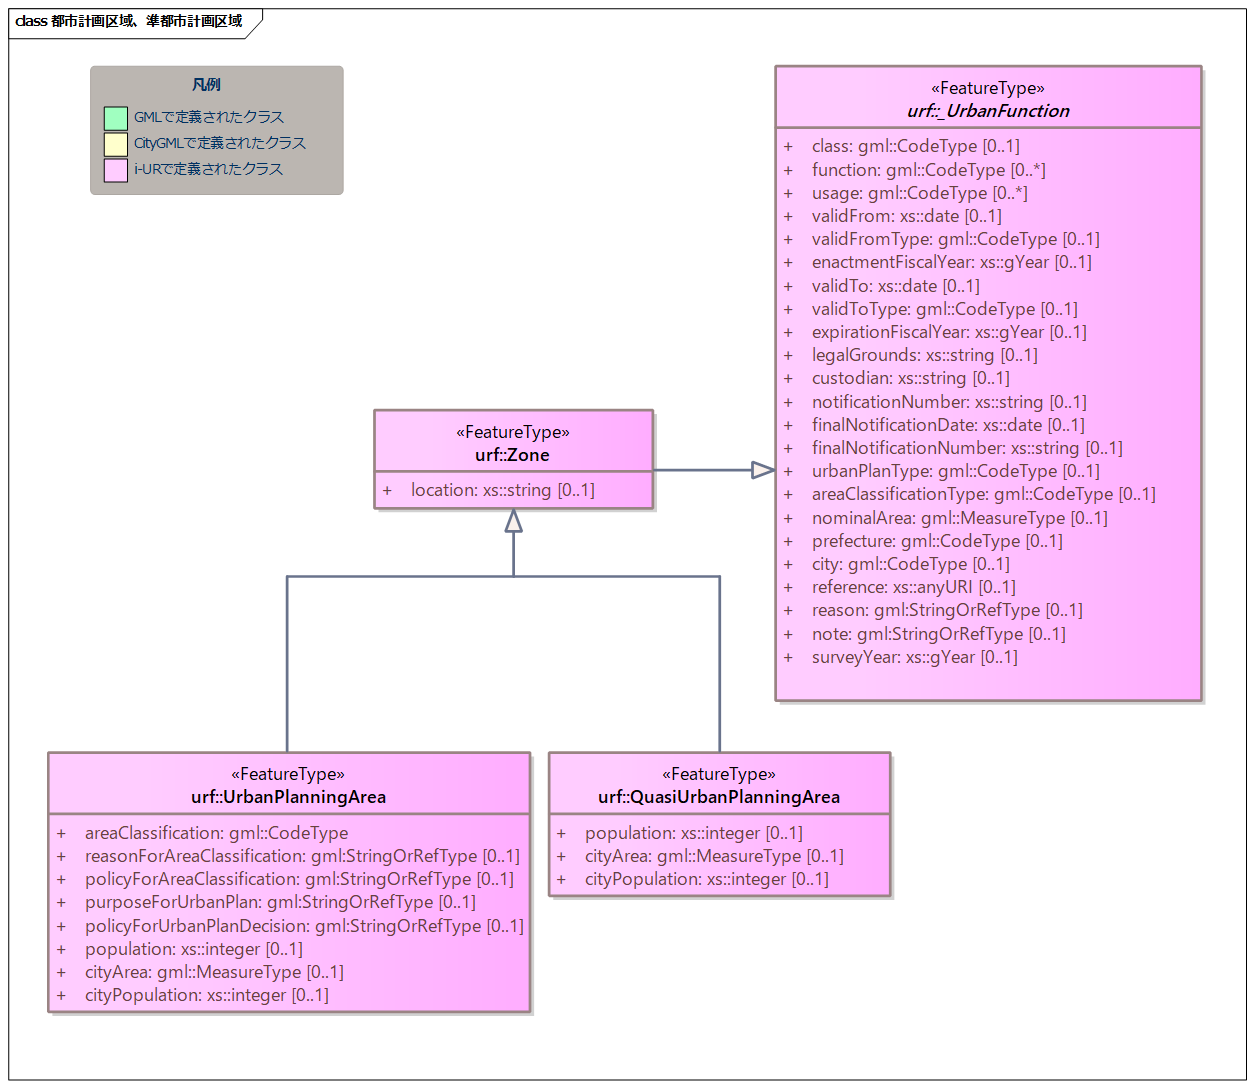 class 都市計画区域、準都市計画区域
凡例
GMLで定義されたクラス
CityGMLで定義されたクラス
i-URで定義されたクラス
«FeatureType»
urf::_UrbanFunction
+ class: gml::CodeType [0..1]
+ function: gml::CodeType [0..*]
+ usage: gml::CodeType [0..*]
+ validFrom: xs::date [0..1]
+ validFromType: gml::CodeType [0..1]
+ enactmentFiscalYear: xs::gYear [0..1]
+ validTo: xs::date [0..1]
+ validToType: gml::CodeType [0..1]
+ expirationFiscalYear: xs::gYear [0..1]
+ legalGrounds: xs::string [0..1]
+ custodian: xs::string [0..1]
+ notificationNumber: xs::string [0..1]
+ finalNotificationDate: xs::date [0..1]
+ finalNotificationNumber: xs::string [0..1]
+ urbanPlanType: gml::CodeType [0..1]
+ areaClassificationType: gml::CodeType [0..1]
+ nominalArea: gml::MeasureType [0..1]
+ prefecture: gml::CodeType [0..1]
+ city: gml::CodeType [0..1]
+ reference: xs::anyURI [0..1]
+ reason: gml:StringOrRefType [0..1]
+ note: gml:StringOrRefType [0..1]
+ surveyYear: xs::gYear [0..1]
«FeatureType»
urf::Zone
+ location: xs::string [0..1]
«FeatureType»
urf::UrbanPlanningArea
+ areaClassification: gml::CodeType
+ reasonForAreaClassification: gml:StringOrRefType [0..1]
+ policyForAreaClassification: gml:StringOrRefType [0..1]
+ purposeForUrbanPlan: gml:StringOrRefType [0..1]
+ policyForUrbanPlanDecision: gml:StringOrRefType [0..1]
+ population: xs::integer [0..1]
+ cityArea: gml::MeasureType [0..1]
+ cityPopulation: xs::integer [0..1]
«FeatureType»
urf::QuasiUrbanPlanningArea
+ population: xs::integer [0..1]
+ cityArea: gml::MeasureType [0..1]
+ cityPopulation: xs::integer [0..1]